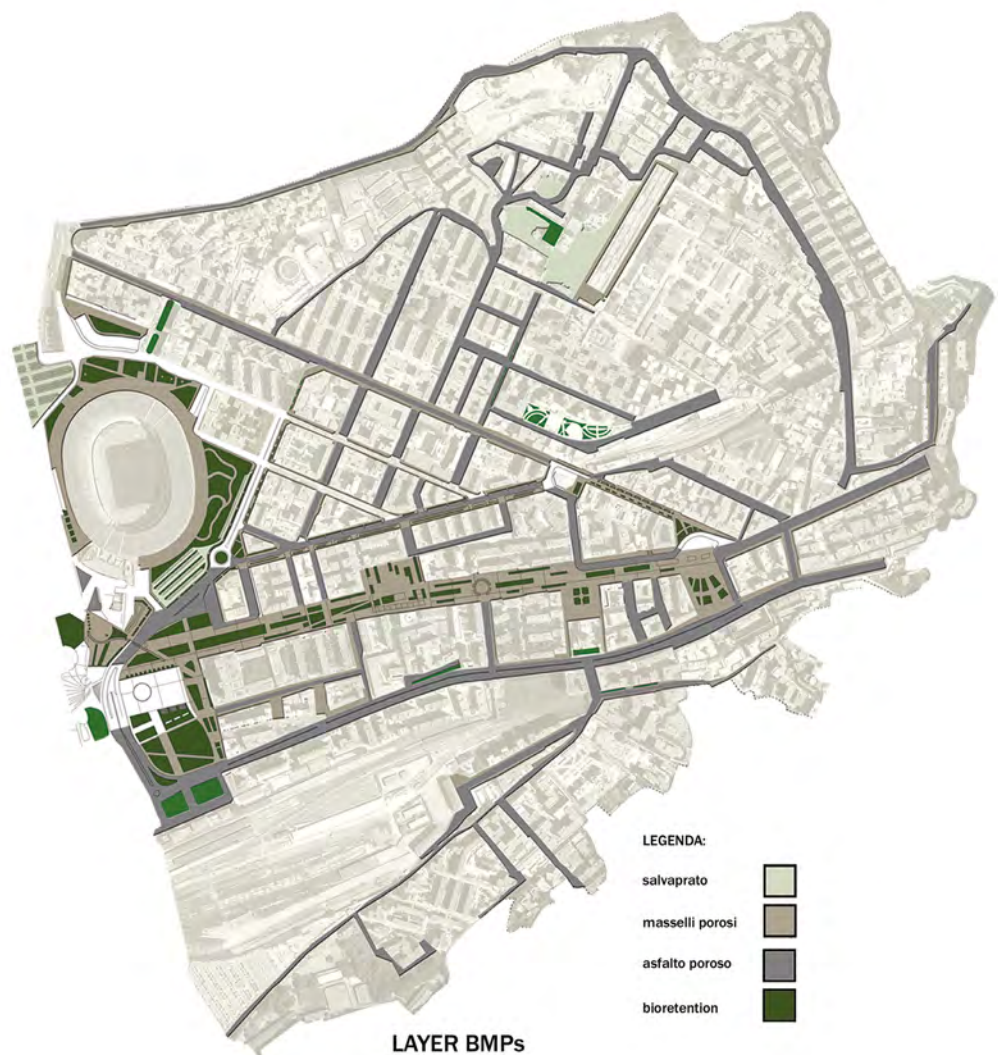 LEGENDA:
salvaprato
masselli porosi
asfalto poroso
bioretention
LAYER BMPs